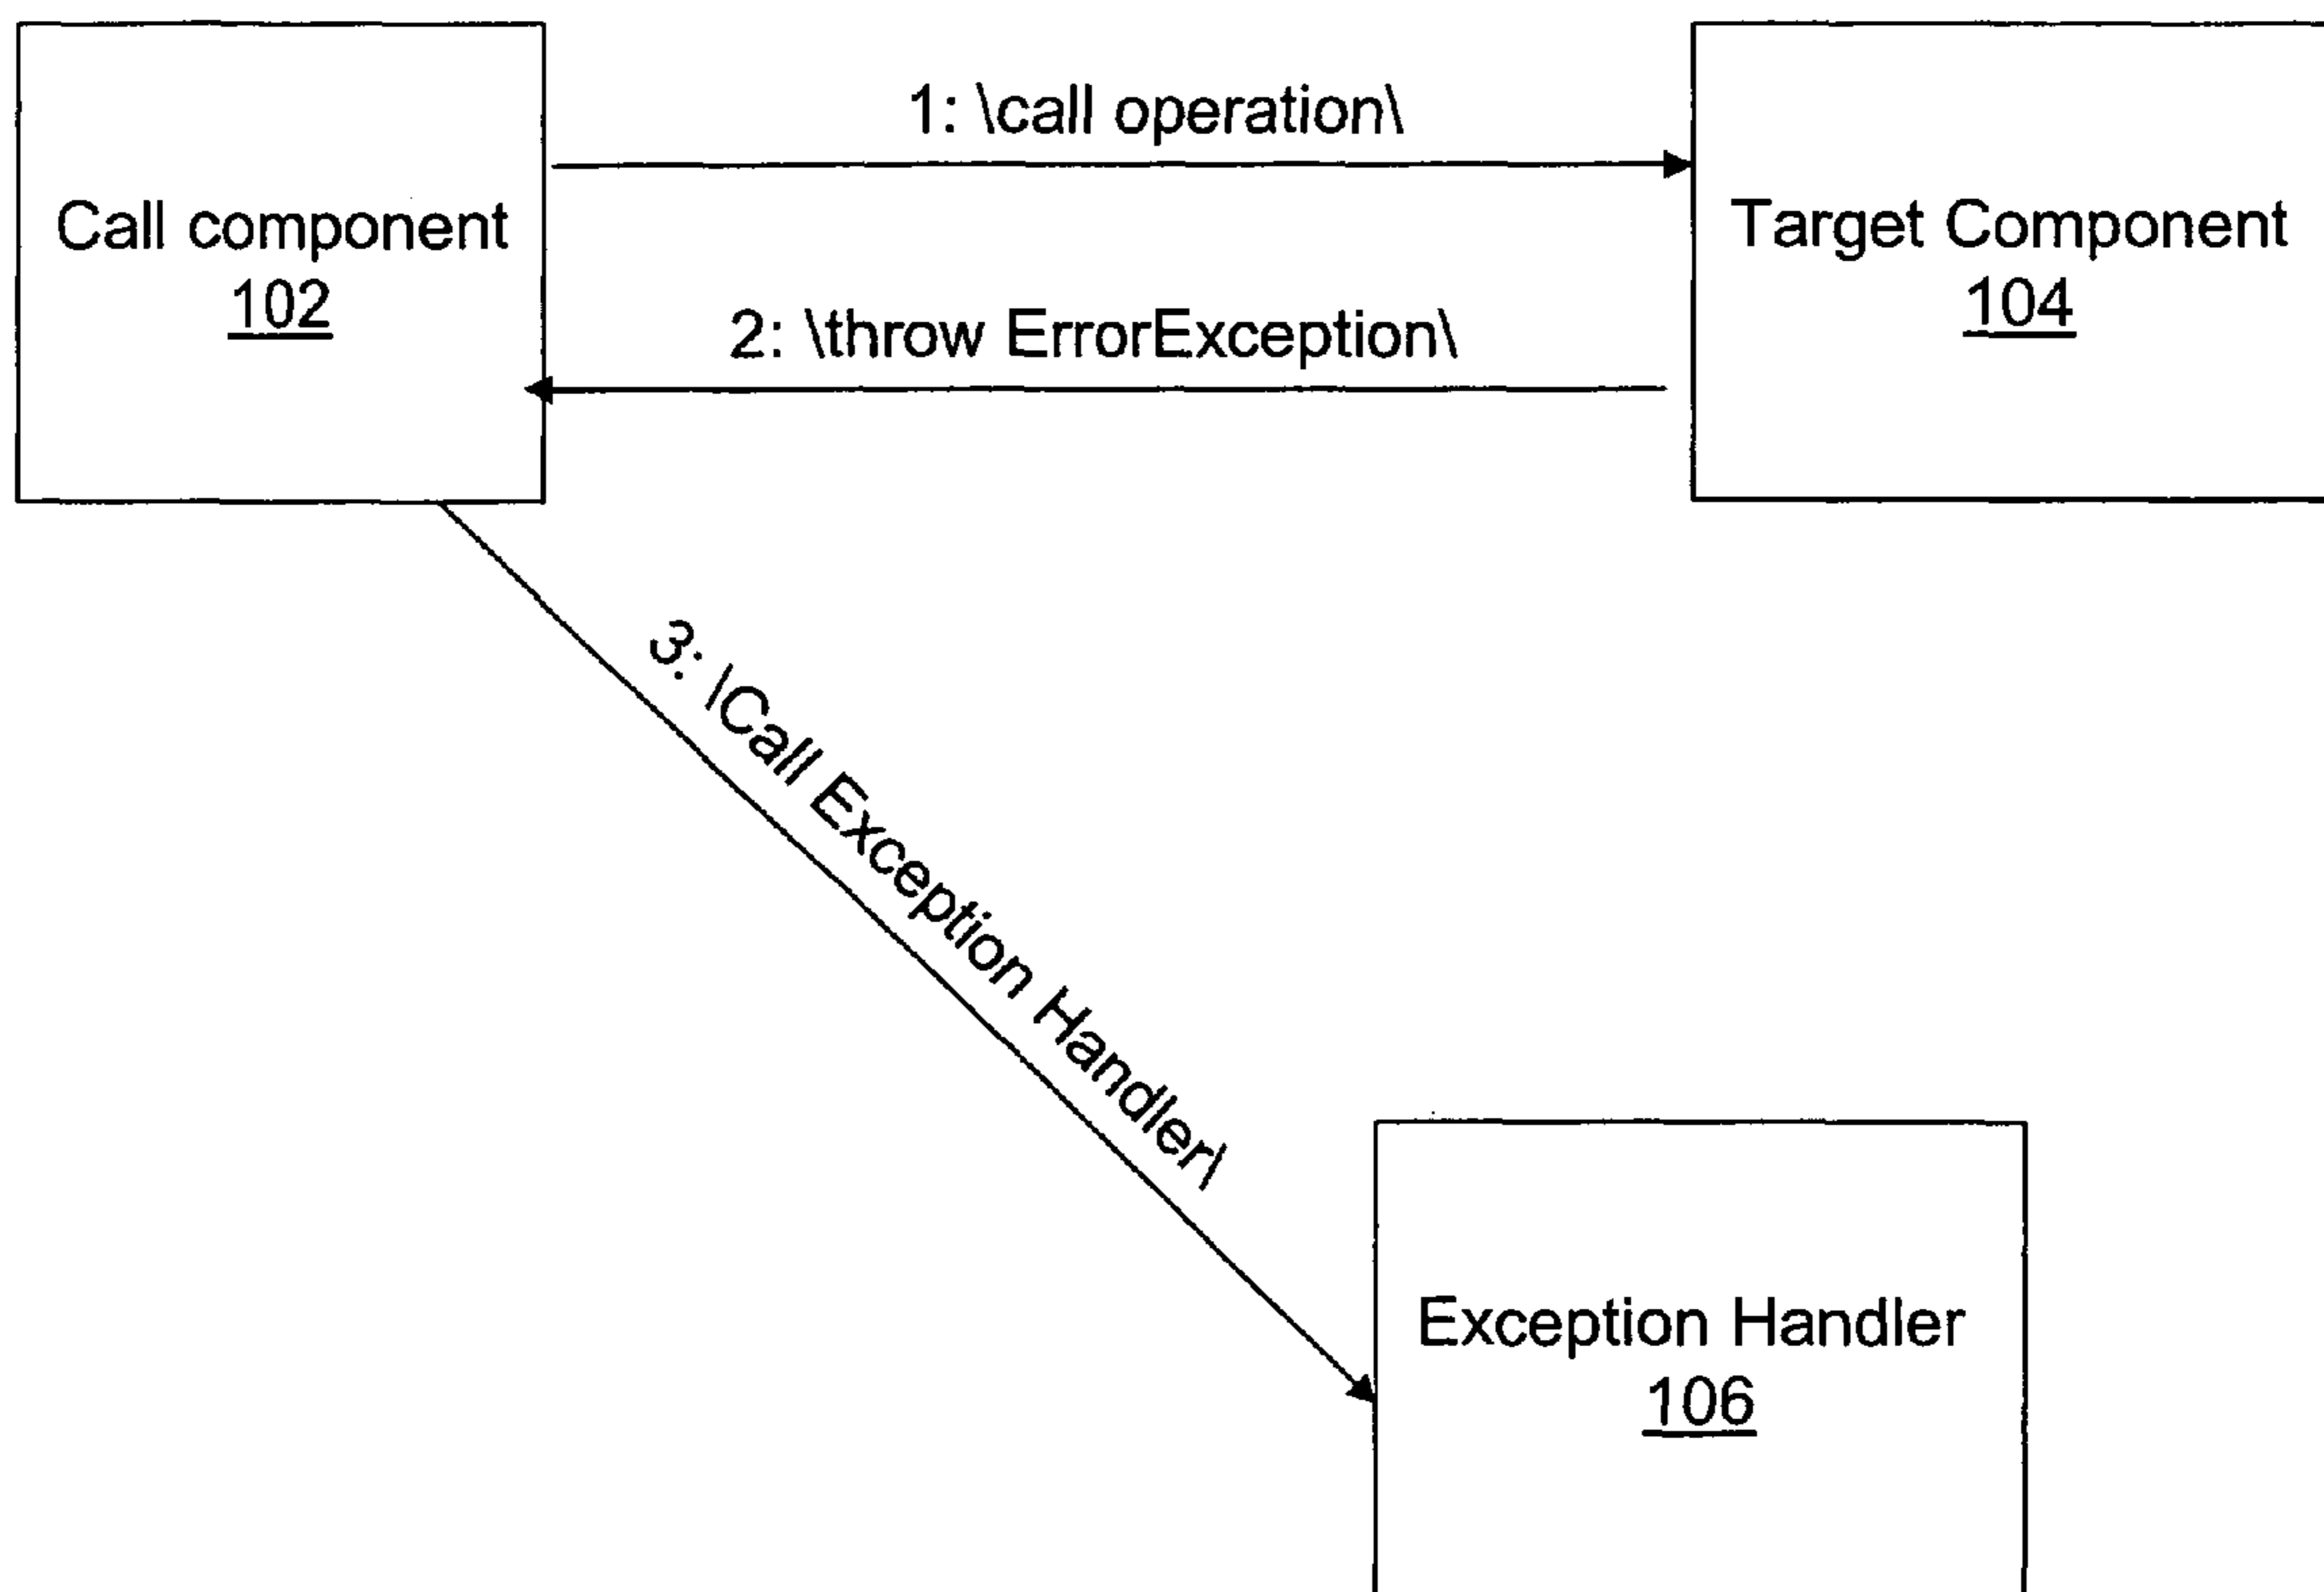 1: \call operation\
Call component
102
Target Component
104
2: \throw ErrorException\
3: \Call Exception Handler\
Exception Handler
106